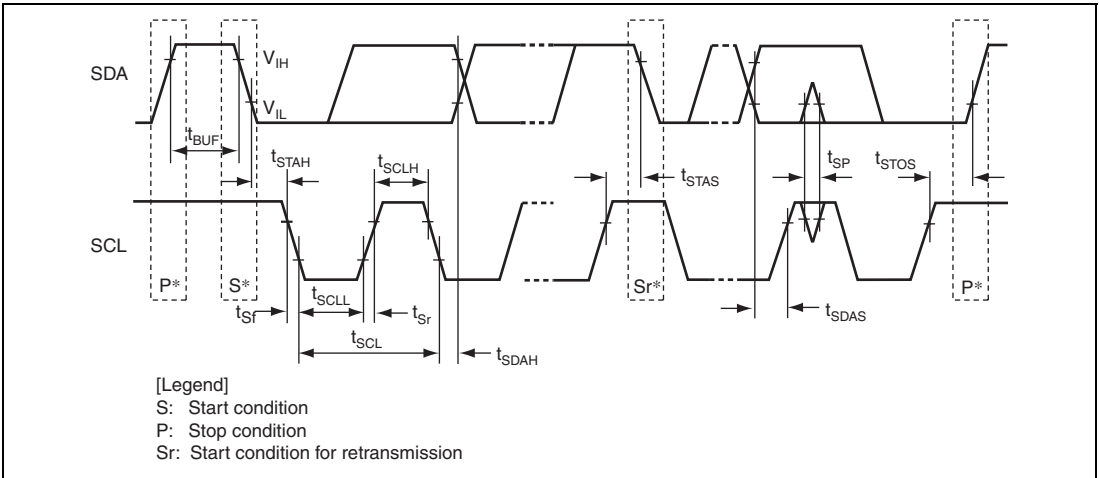 SDA
V_IH
V_IL
t_BUF
t_STAH
t_SCLH
t_STAS
t_SP
t_STOS
SCL
P*
S*
Sr*
P*
t_Sf
t_SCLL
t_Sr
t_SCL
t_SDAH
t_SDAS
[Legend]
S: Start condition
P: Stop condition
Sr: Start condition for retransmission